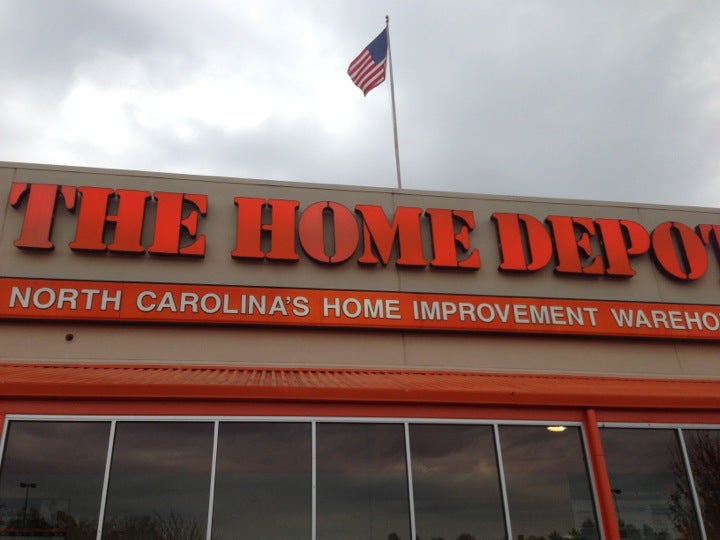 THE HOME DEPOT
NORTH CAROLINA'S HOME IMPROVEMENT WAREHO